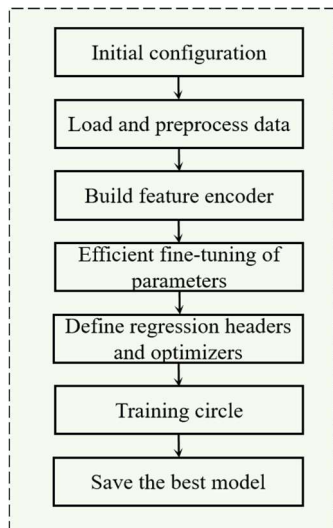 Initial configuration
Load and preprocess data
Build feature encoder
Efficient fine-tuning of
parameters
Define regression headers
and optimizers
Training circle
Save the best model